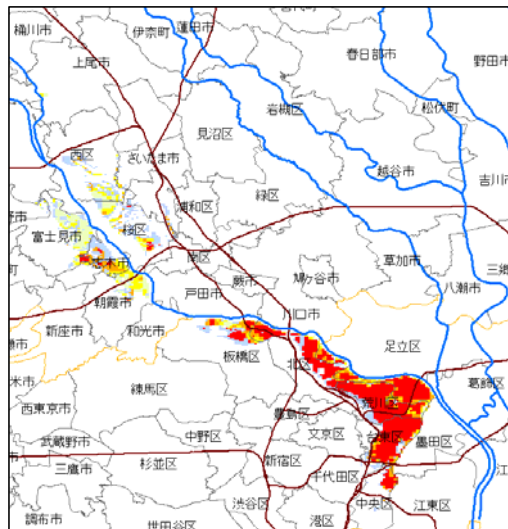 桶川市
伊奈町
蓮田市
春日部市
野田市
上尾市
松伏町
岩槻区
見沼区
西区
さいたま市
越谷市
吉川市
緑区
浦和区
桜区
富士見市
南区
草加市
三郷
志木市
鳩ヶ谷市
蕨市
八潮市
戸田市
朝霞市
川口市
新座市
和光市
足立区
板橋区
北区
葛飾区
練馬区
西東京市
荒川区
豊島区
文京区
台東区
墨田区
武蔵野市
中野区
新宿区
三鷹市
杉並区
千代田区
渋谷区
中央区
江東区
調布市
世田谷区
港区